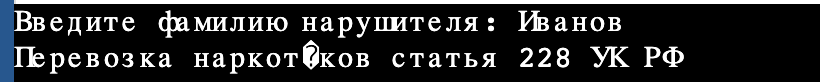 Введите фамилию нарушителя: Иванов
Перевозка наркот�ков статья 228 УК РФ